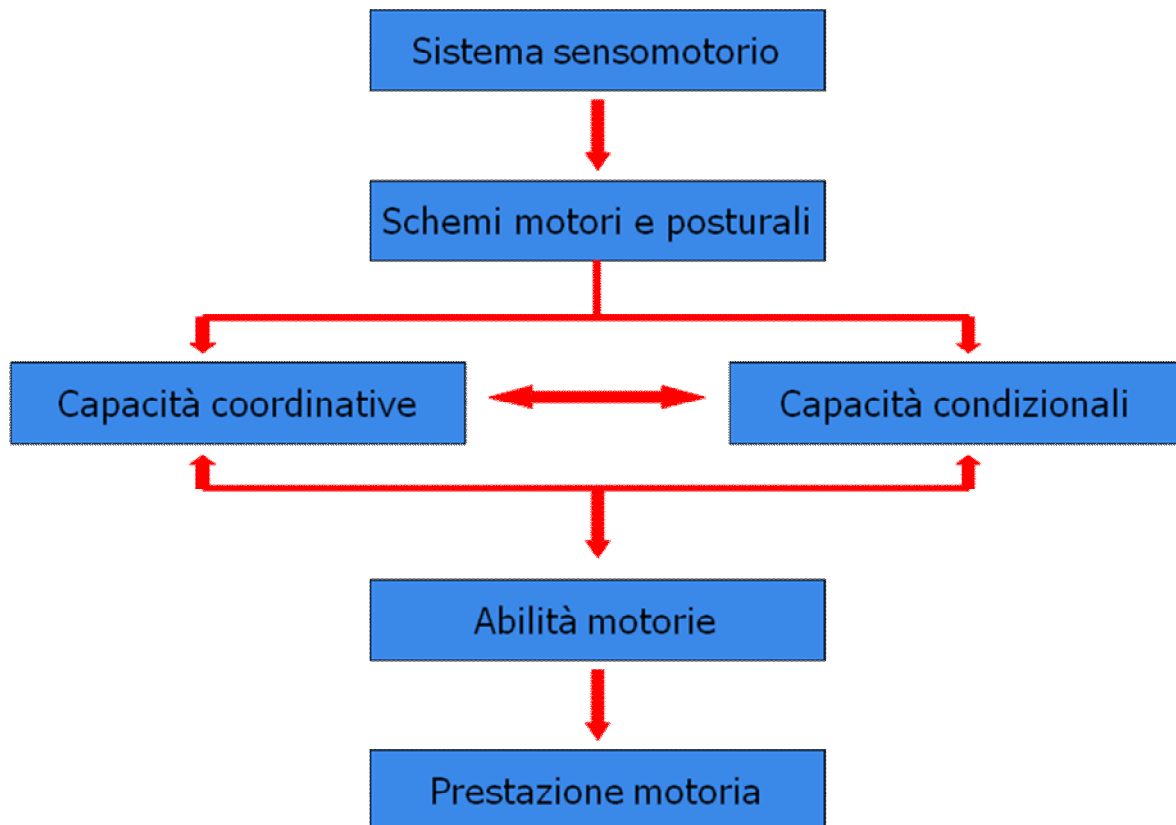 Sistema sensomotorio
Schemi motori e posturali
Capacità coordinative
Capacità condizionali
Abilità motorie
Prestazione motoria